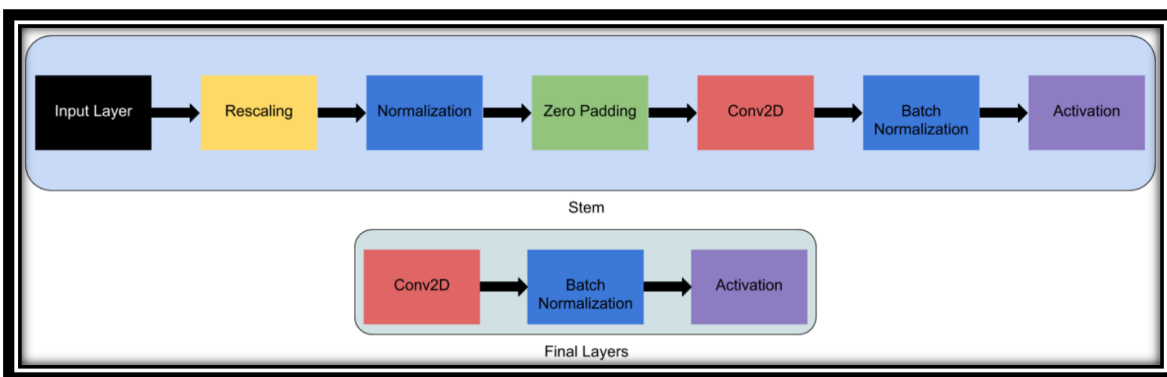 Input Layer
Rescaling
Normalization
Zero Padding
Conv2D
Batch
Normalization
Activation
Stem
Conv2D
Batch
Normalization
Activation
Final Layers